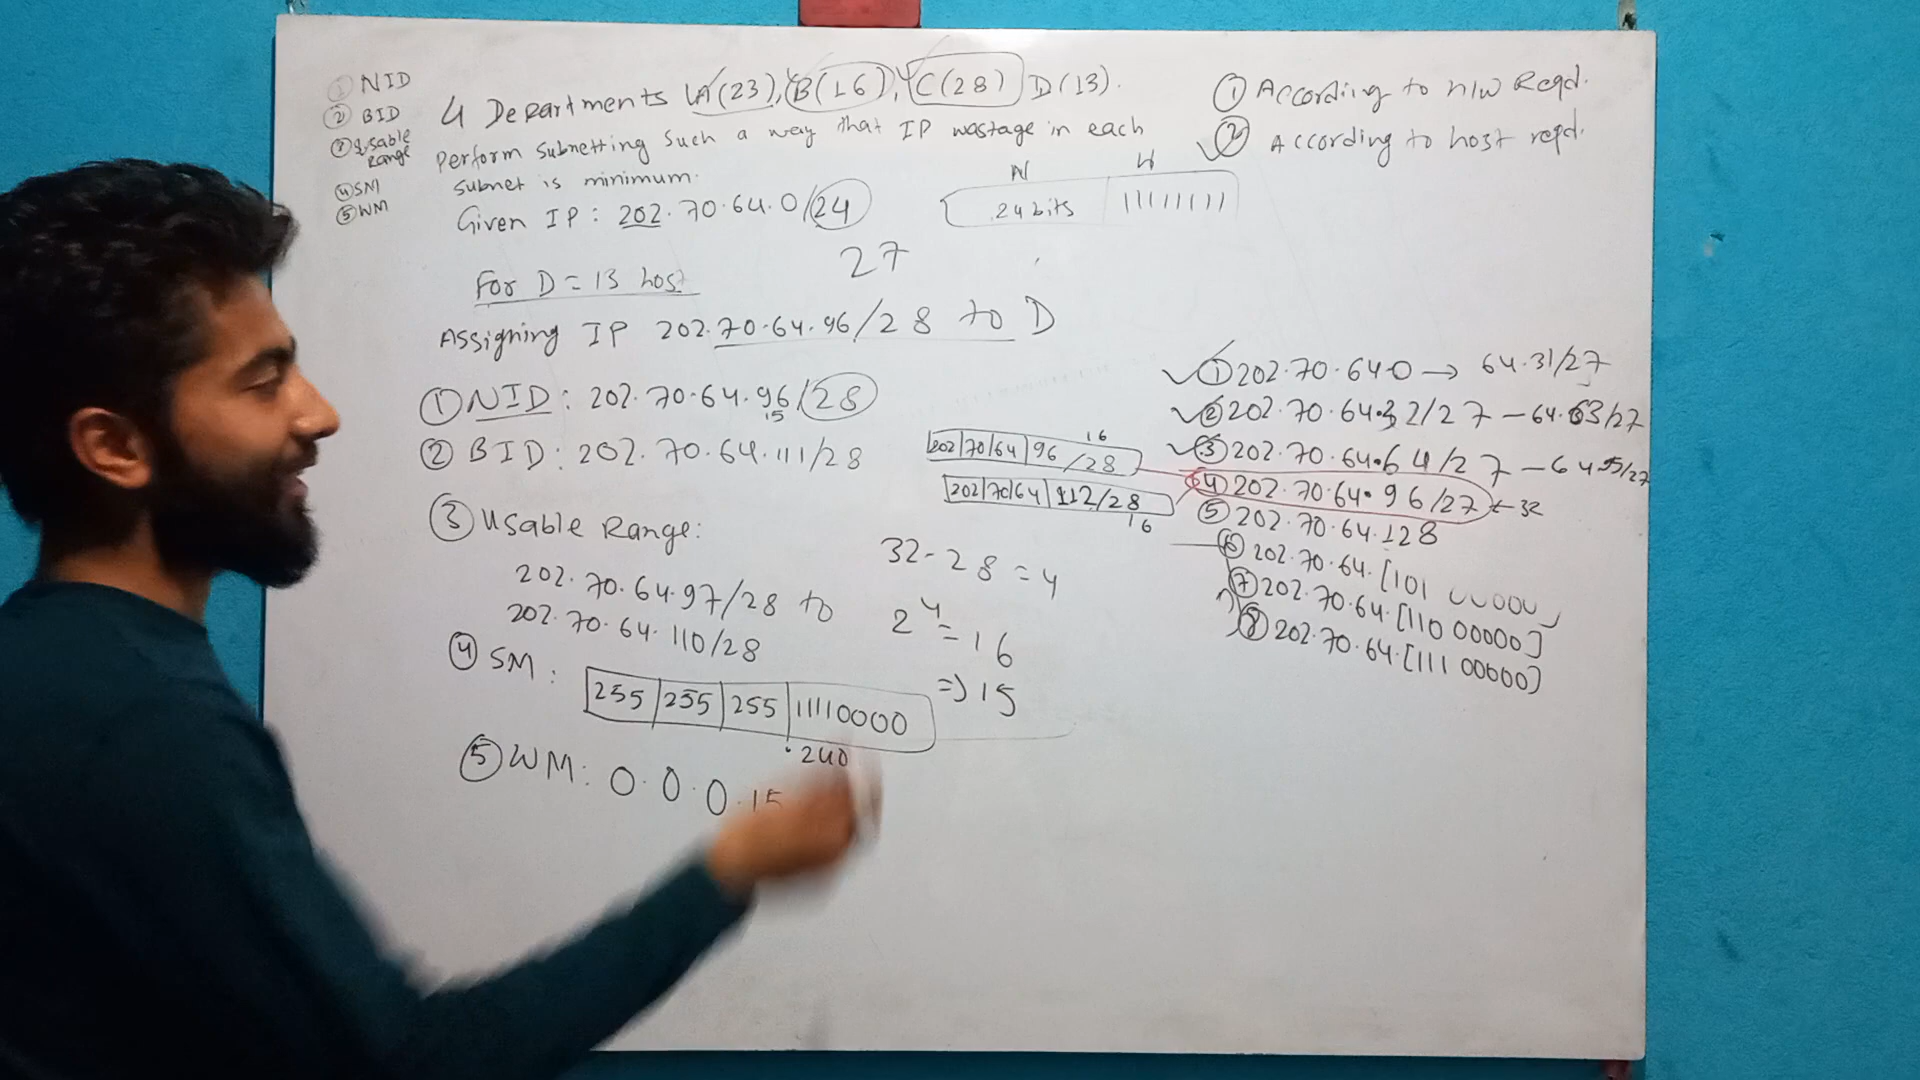 ① NID
② BID
③ Usable Range
④ SM
⑤ WM
4 Departments A(23), B(16), C(28) D(13).
Perform subnetting such a way that IP wastage in each
subnet is minimum.
Given IP: 202.70.64.0/24
27
N H
24 bits 11111111
① According to n/w Reqd.
② According to host reqd.
For D = 13 host
Assigning IP 202.70.64.96/28 to D
① NID: 202.70.64.96/28
15
② BID: 202.70.64.111/28
③ Usable Range:
202.70.64.97/28 to
202.70.64.110/28
④ SM:
255 255 255 11110000
.240
⑤ WM: 0.0.0.15
32-28=4
2^4=16
=> 15
16
202|70|64|96/28
202|70|64|112/28
16
① 202.70.64.0 → 64.31/27
② 202.70.64.32/27 – 64.63/27
③ 202.70.64.64/27 – 64.95/27
④ 202.70.64.96/27 ← 32
⑤ 202.70.64.128
⑥ 202.70.64.[101 00000]
⑦ 202.70.64.[110 00000]
⑧ 202.70.64.[111 00000]